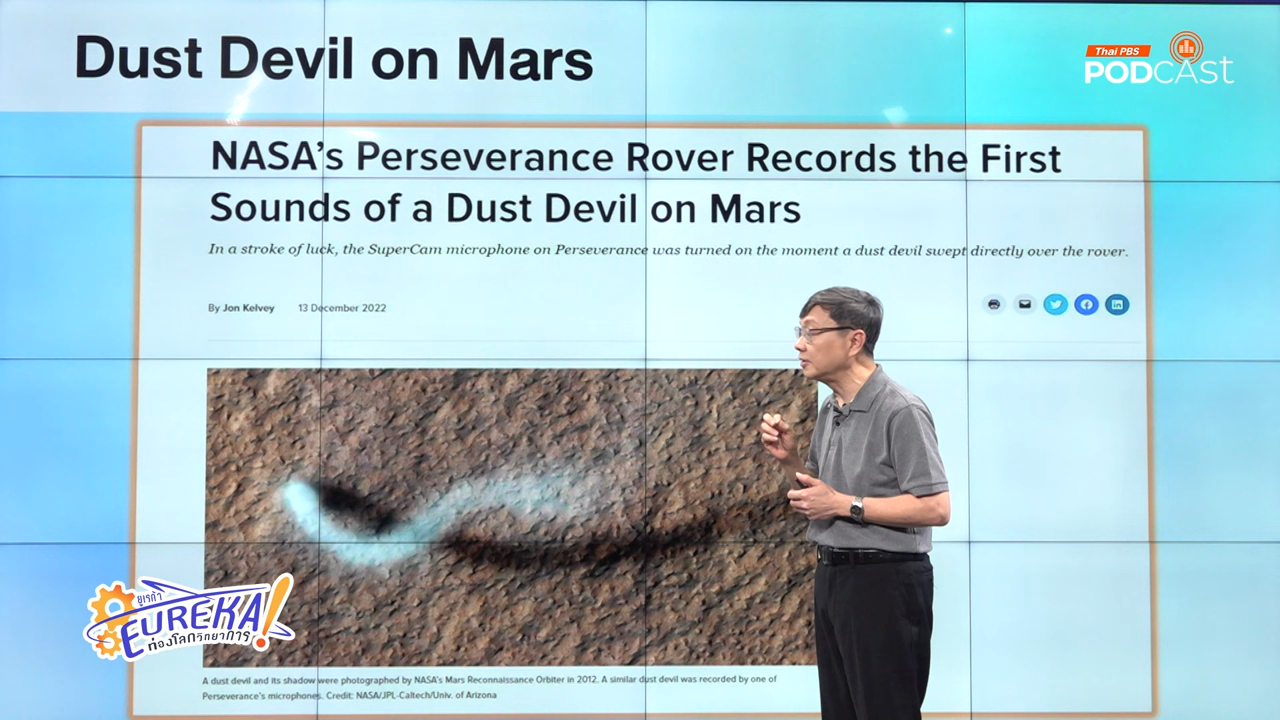 Dust Devil on Mars
Thai PBS
PODCAst
NASA's Perseverance Rover Records the First
Sounds of a Dust Devil on Mars
In a stroke of luck, the SuperCam microphone on Perseverance was turned on the moment a dust devil swept directly over the rover.
By Jon Kelvey 13 December 2022
ยูเรก้า
EUREKA!
ท่องโลกวิทยาการ
A dust devil and its shadow were photographed by NASA's Mars Reconnaissance Orbiter in 2012. A similar dust devil was recorded by one of
Perseverance's microphones. Credit: NASA/JPL-Caltech/Univ. of Arizona